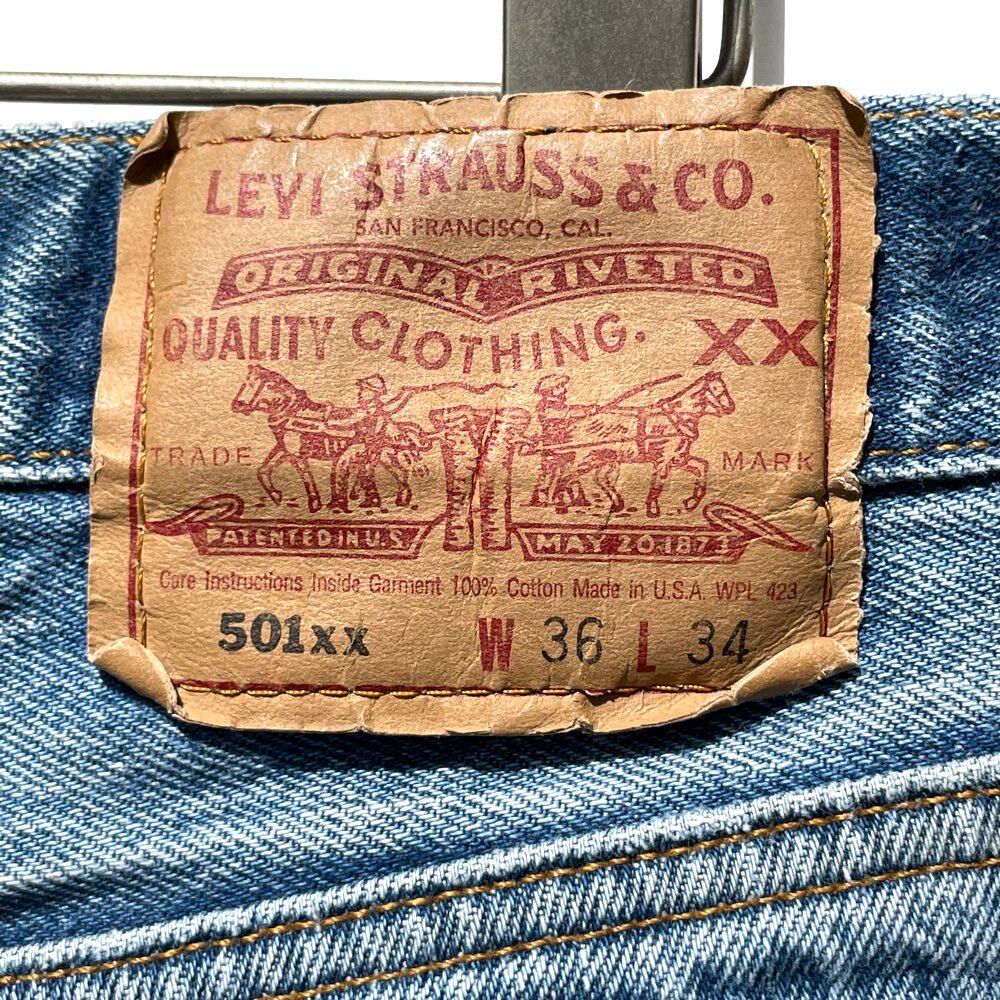 LEVI STRAUSS & CO.
SAN FRANCISCO, CAL.
ORIGINAL RIVETED
QUALITY CLOTHING. XX
TRADE MARK
PATENTED IN U.S. MAY 20 1873
Care Instructions Inside Garment 100% Cotton Made in U.S.A. WPL 423
501xx W 36 L 34